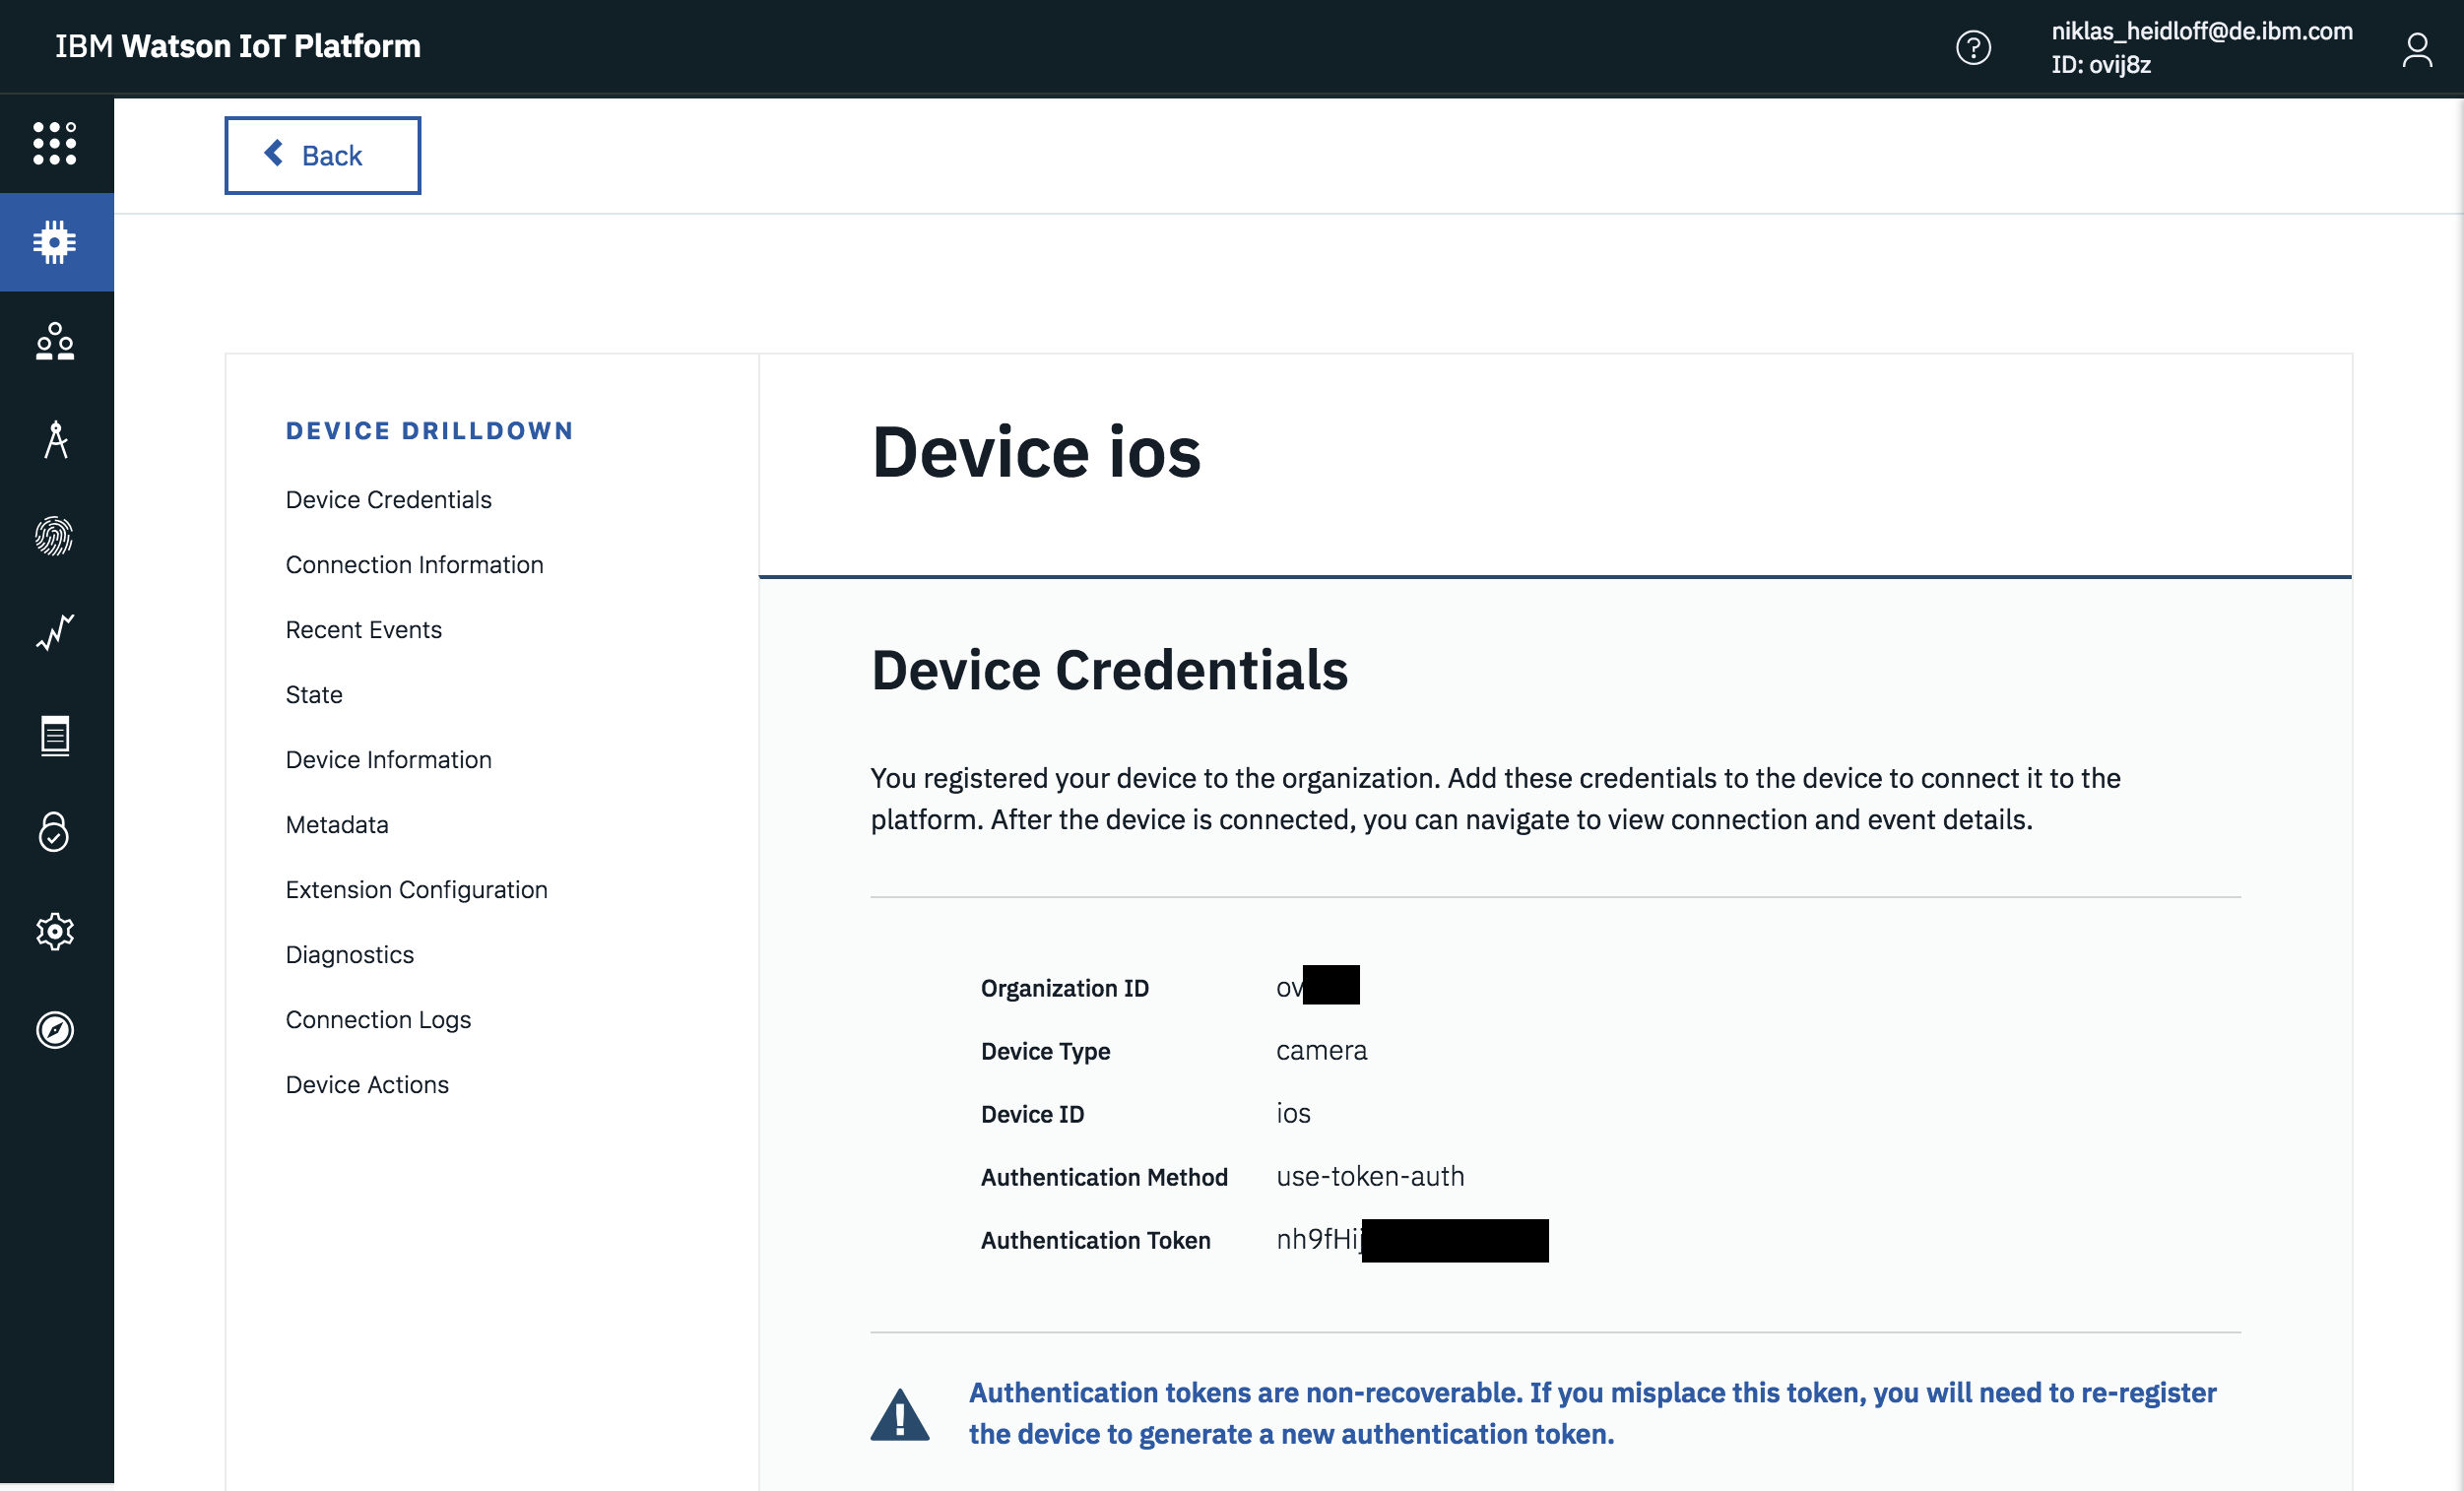 IBM Watson IoT Platform
niklas_heidloff@de.ibm.com
ID: ovij8z
Back
DEVICE DRILLDOWN
Device Credentials
Connection Information
Recent Events
State
Device Information
Metadata
Extension Configuration
Diagnostics
Connection Logs
Device Actions
Device ios
Device Credentials
You registered your device to the organization. Add these credentials to the device to connect it to the
platform. After the device is connected, you can navigate to view connection and event details.
Organization ID ov
Device Type camera
Device ID ios
Authentication Method use-token-auth
Authentication Token nh9fHij
Authentication tokens are non-recoverable. If you misplace this token, you will need to re-register
the device to generate a new authentication token.